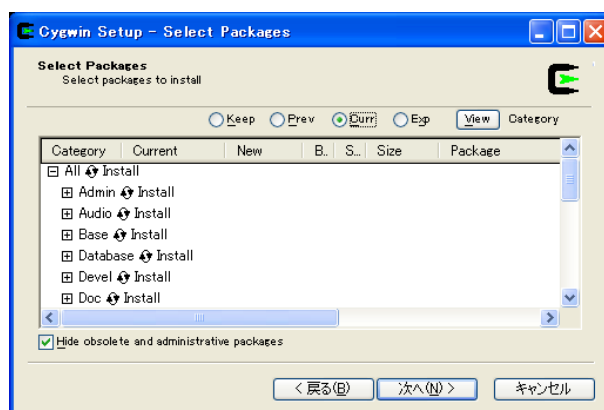 Cygwin Setup - Select Packages
Select Packages
Select packages to install
Keep Prev Curr Exp View Category
Category Current New B.. S... Size Package
All Install
Admin Install
Audio Install
Base Install
Database Install
Devel Install
Doc Install
Hide obsolete and administrative packages
< 戻る(B) 次へ(N) > キャンセル